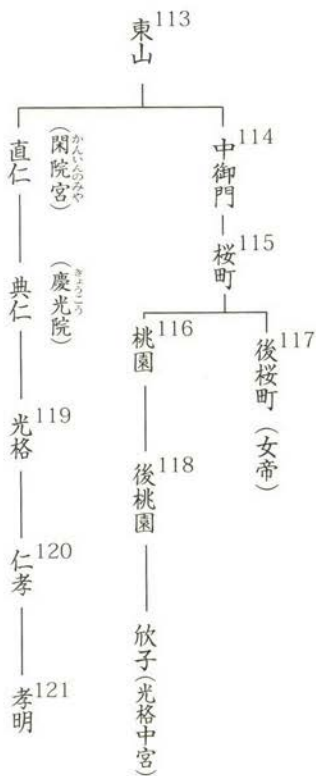 東山113
中御門114
桜町115
後桜町（女帝）117
桃園116
後桃園118
欣子（光格中宮）
（閑院宮）かんいんのみや
直仁
（慶光院）きょうこう
典仁
光格119
仁孝120
孝明121